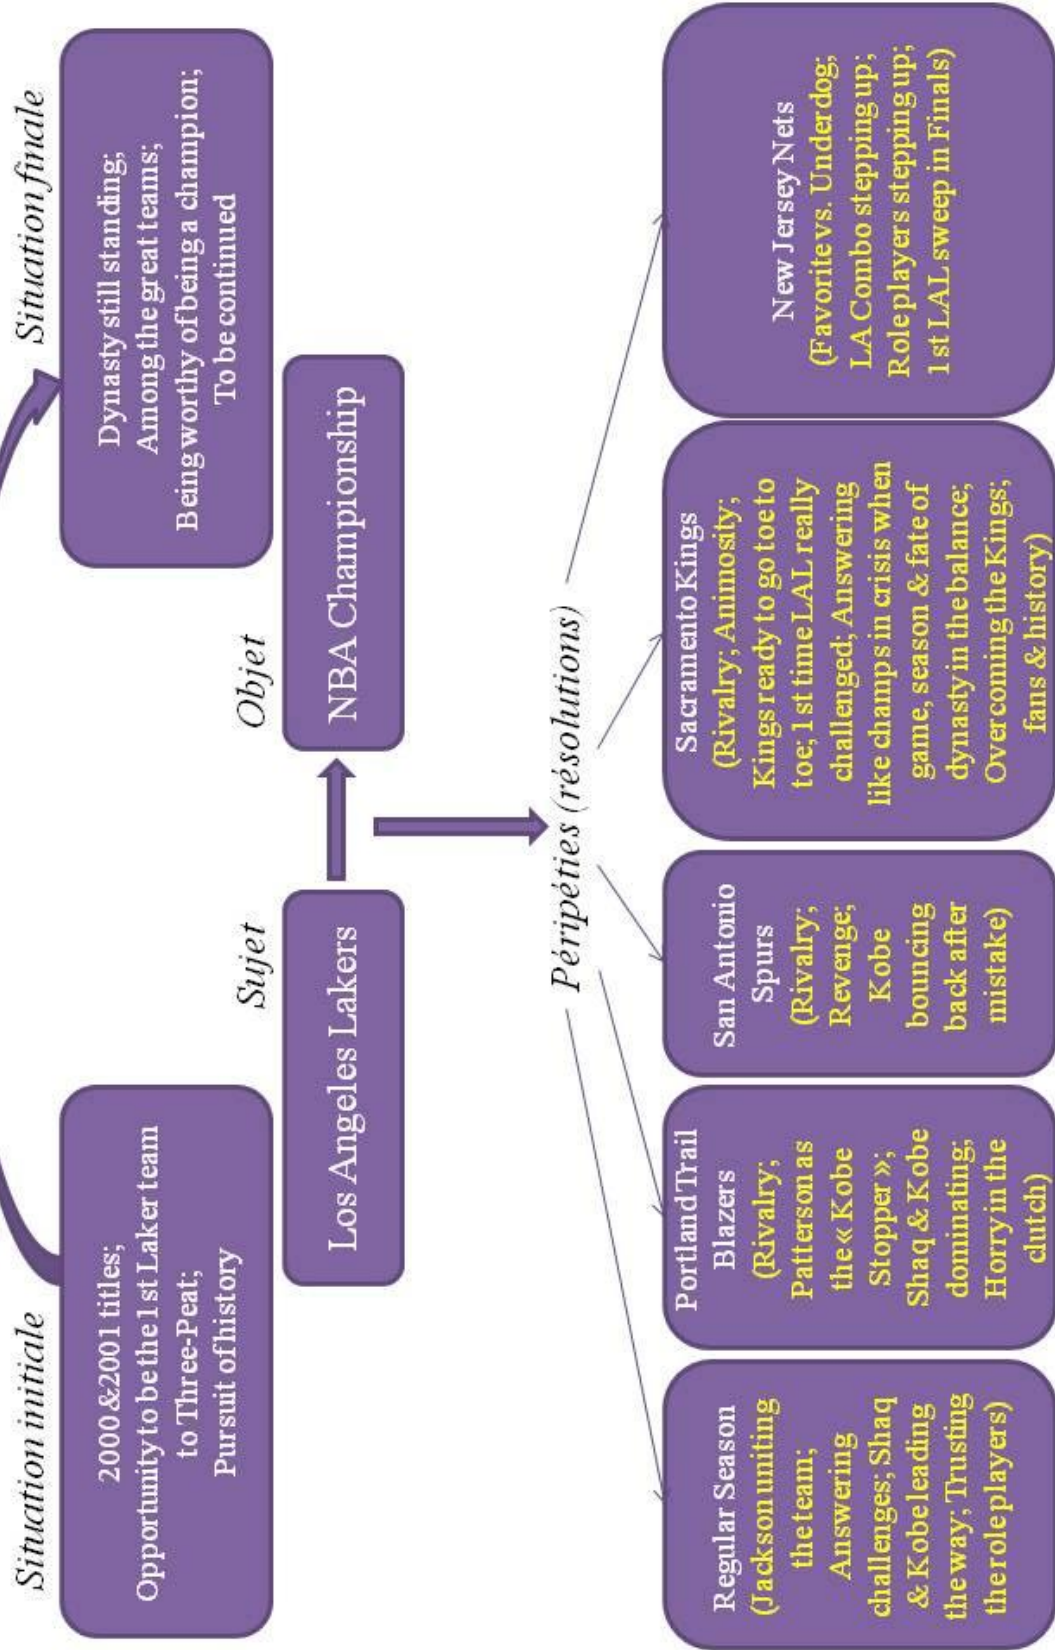 Situation initiale
Situation finale
2000 & 2001 titles;
Opportunity to be the 1st Laker team
to Three-Peat;
Pursuit of history
Dynasty still standing;
Among the great teams;
Being worthy of being a champion;
To be continued
Sujet
Objet
Los Angeles Lakers
NBA Championship
Péripéties (résolutions)
Regular Season
(Jackson uniting
the team;
Answering
challenges; Shaq
& Kobe leading
the way; Trusting
the role players)
Portland Trail
Blazers
(Rivalry;
Patterson as
the « Kobe
Stopper »;
Shaq & Kobe
dominating;
Horry in the
clutch)
San Antonio
Spurs
(Rivalry;
Revenge;
Kobe
bouncing
back after
mistake)
Sacramento Kings
(Rivalry; Animosity;
Kings ready to go toe to
toe; 1st time LAL really
challenged; Answering
like champs in crisis when
game, season & fate of
dynasty in the balance;
Overcoming the Kings,
fans & history)
New Jersey Nets
(Favorite vs. Underdog;
LA Combo stepping up;
Role players stepping up;
1st LAL sweep in Finals)